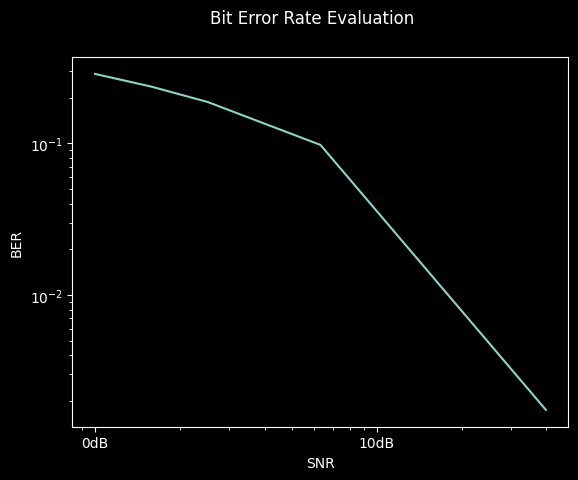 Bit Error Rate Evaluation
10⁻¹
10⁻²
BER
0dB 10dB
SNR